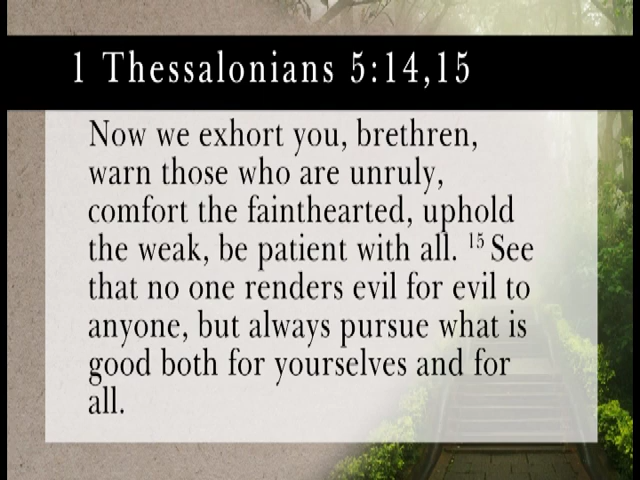 1 Thessalonians 5:14,15
Now we exhort you, brethren,
warn those who are unruly,
comfort the fainthearted, uphold
the weak, be patient with all. 15 See
that no one renders evil for evil to
anyone, but always pursue what is
good both for yourselves and for
all.